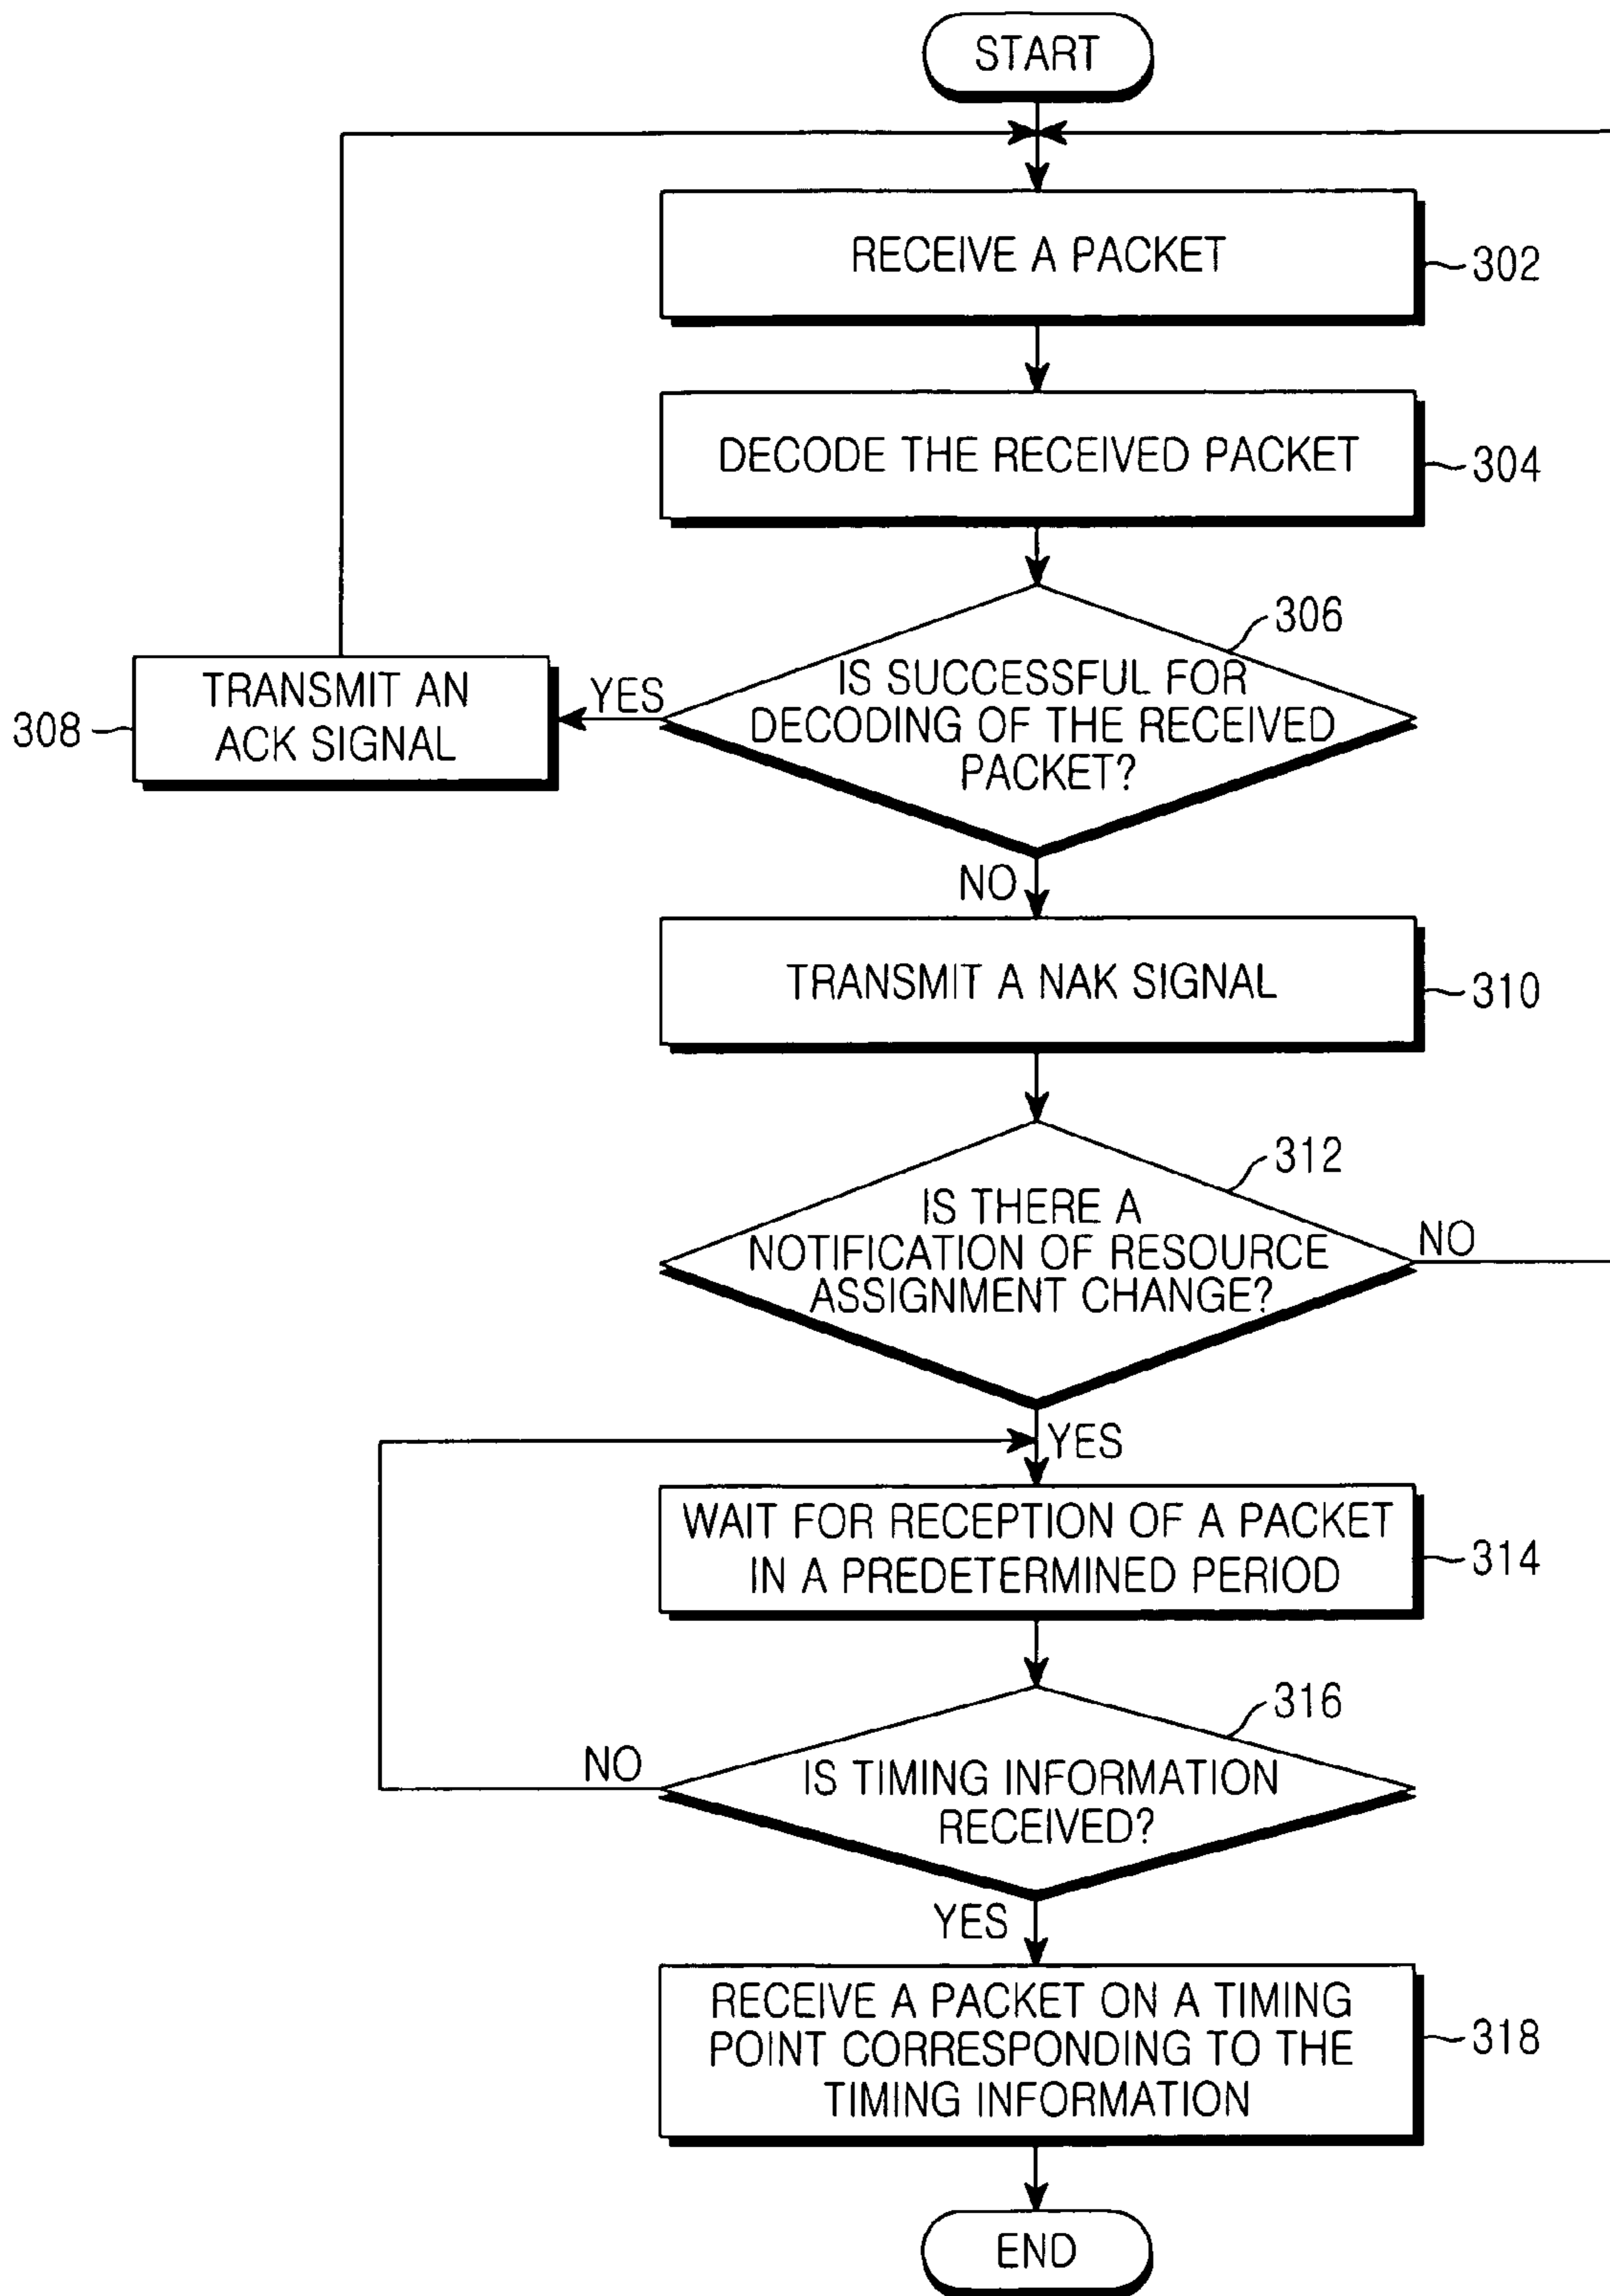 START
RECEIVE A PACKET
302
DECODE THE RECEIVED PACKET
304
306
IS SUCCESSFUL FOR
DECODING OF THE RECEIVED
PACKET?
YES
TRANSMIT AN
ACK SIGNAL
308
NO
TRANSMIT A NAK SIGNAL
310
312
IS THERE A
NOTIFICATION OF RESOURCE
ASSIGNMENT CHANGE?
NO
YES
WAIT FOR RECEPTION OF A PACKET
IN A PREDETERMINED PERIOD
314
316
IS TIMING INFORMATION
RECEIVED?
NO
YES
RECEIVE A PACKET ON A TIMING
POINT CORRESPONDING TO THE
TIMING INFORMATION
318
END